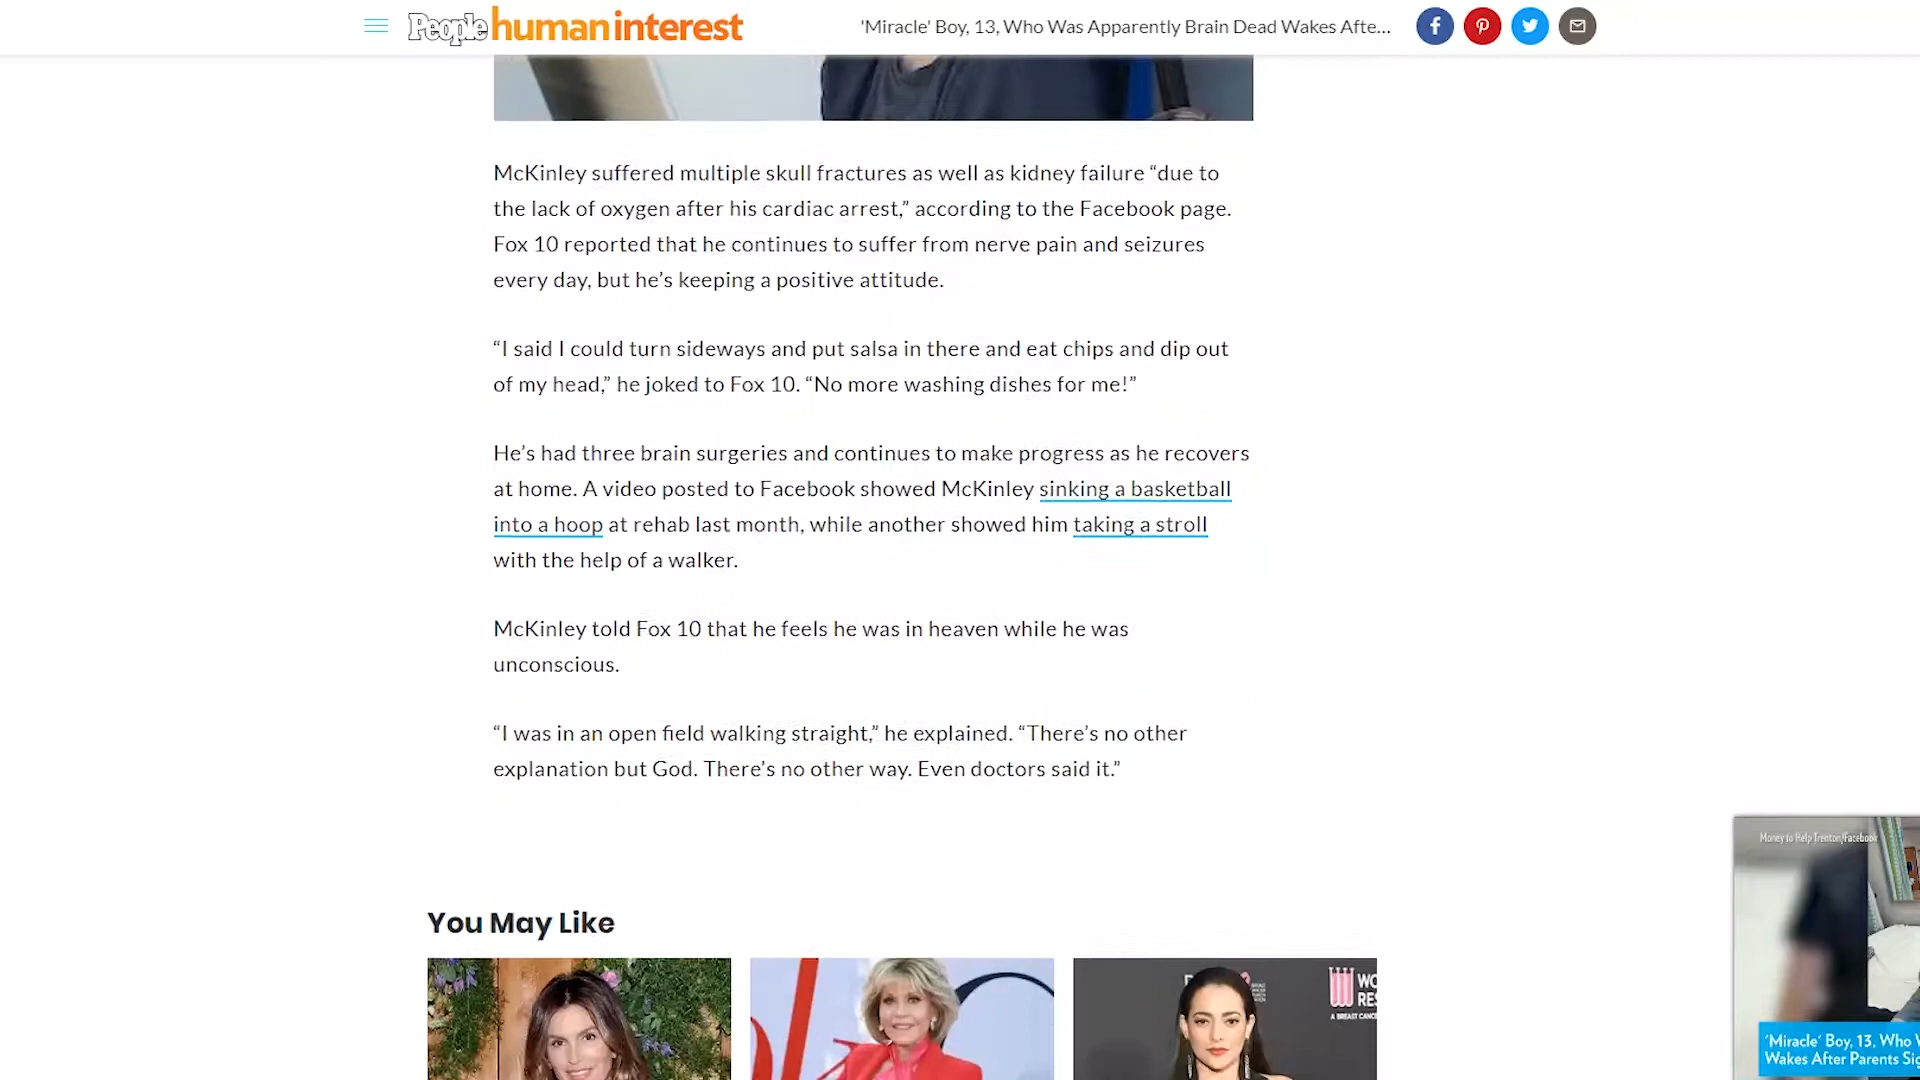 People human interest
'Miracle' Boy, 13, Who Was Apparently Brain Dead Wakes Afte...
McKinley suffered multiple skull fractures as well as kidney failure “due to
the lack of oxygen after his cardiac arrest,” according to the Facebook page.
Fox 10 reported that he continues to suffer from nerve pain and seizures
every day, but he’s keeping a positive attitude.
“I said I could turn sideways and put salsa in there and eat chips and dip out
of my head,” he joked to Fox 10. “No more washing dishes for me!”
He’s had three brain surgeries and continues to make progress as he recovers
at home. A video posted to Facebook showed McKinley sinking a basketball
into a hoop at rehab last month, while another showed him taking a stroll
with the help of a walker.
McKinley told Fox 10 that he feels he was in heaven while he was
unconscious.
“I was in an open field walking straight,” he explained. “There’s no other
explanation but God. There’s no other way. Even doctors said it.”
Money to Help Trenton/Facebook
'Miracle' Boy, 13, Who
Wakes After Parents
You May Like
WO
RES
A BREAST CANCE